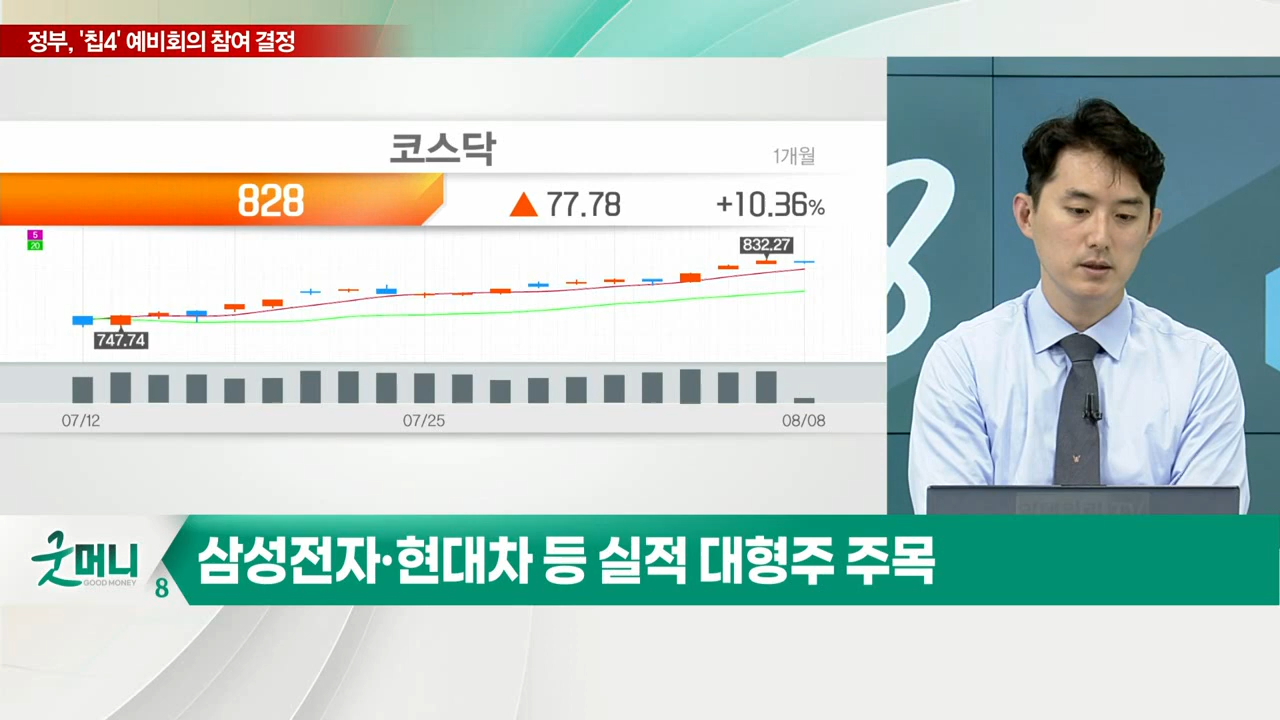 정부, '칩4' 예비회의 참여 결정
코스닥
1개월
828 ▲ 77.78 +10.36%
5
20
832.27
747.74
07/12 07/25 08/08
굿머니
GOOD MONEY
8
삼성전자·현대차 등 실적 대형주 주목